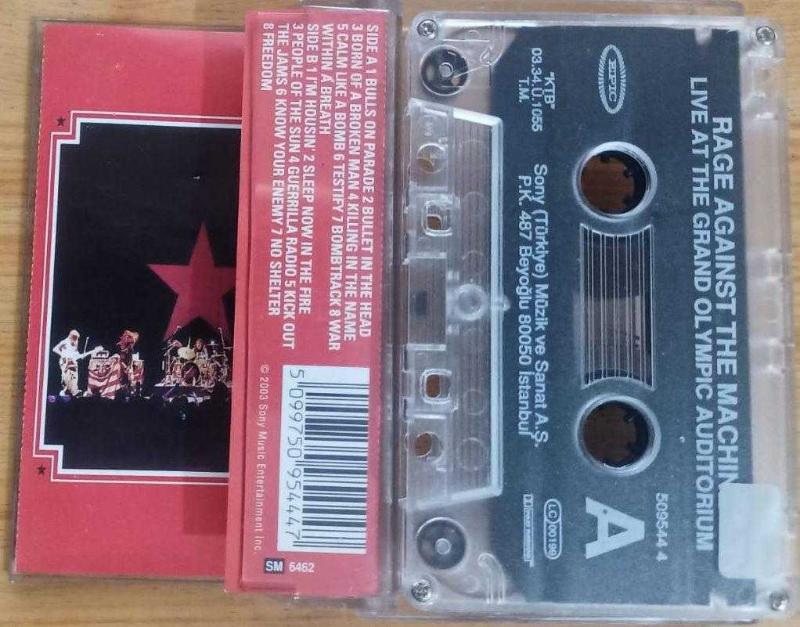 SIDE A 1 BULLS ON PARADE 2 BULLET IN THE HEAD
3 BORN OF A BROKEN MAN 4 KILLING IN THE NAME
5 CALM LIKE A BOMB 6 TESTIFY 7 BOMBTRACK 8 WAR
WITHIN A BREATH
SIDE B 1 I'M HOUSIN' 2 SLEEP NOW IN THE FIRE
3 PEOPLE OF THE SUN 4 GUERRILLA RADIO 5 KICK OUT
THE JAMS 6 KNOW YOUR ENEMY 7 NO SHELTER
8 FREEDOM
5099750954447
© 2003 Sony Music Entertainment Inc.
SM 6462
RAGE AGAINST THE MACHIN
LIVE AT THE GRAND OLYMPIC AUDITORIUM
EPIC
509544 4
A
"KTB"
03.34.U.1055
T.M.
LC 00199
Sony (Türkiye) Müzik ve Sanat A.Ş.
P.K. 487 Beyoğlu 80050 İstanbul